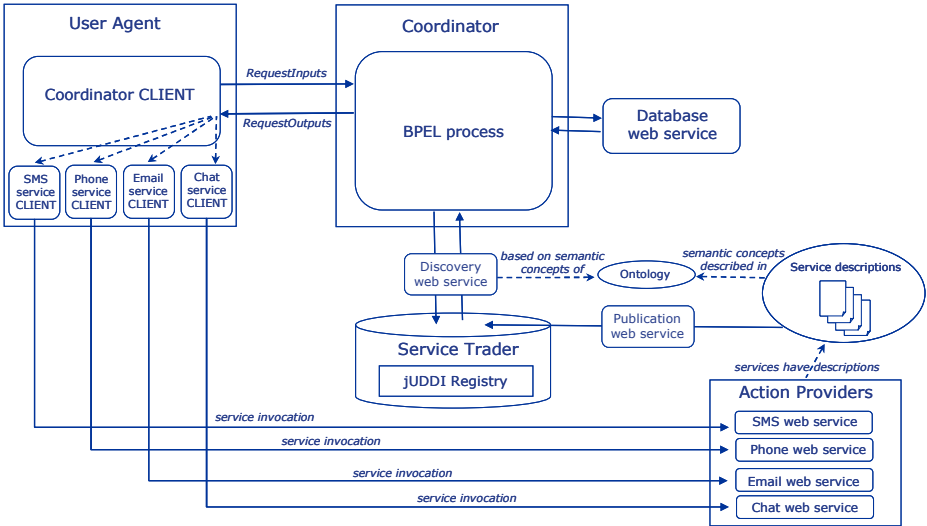 User Agent
Coordinator
Coordinator CLIENT
RequestInputs
RequestOutputs
BPEL process
Database
web service
SMS
service
CLIENT
Phone
service
CLIENT
Email
service
CLIENT
Chat
service
CLIENT
Discovery
web service
based on semantic
concepts of
Ontology
semantic concepts
described in
Service descriptions
Publication
web service
Service Trader
jUDDI Registry
services have descriptions
Action Providers
SMS web service
Phone web service
Email web service
Chat web service
service invocation
service invocation
service invocation
service invocation